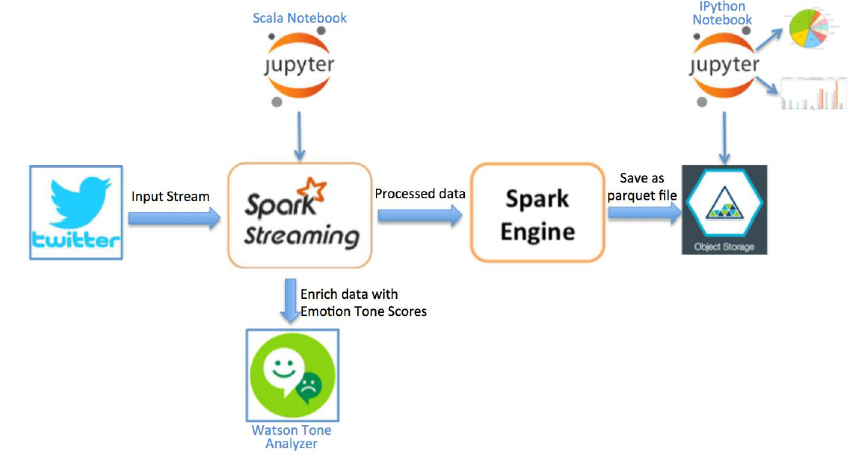 Scala Notebook
jupyter
IPython
Notebook
jupyter
twitter
Input Stream
Spark
Streaming
Processed data
Spark
Engine
Save as
parquet file
Object Storage
Enrich data with
Emotion Tone Scores
Watson Tone
Analyzer